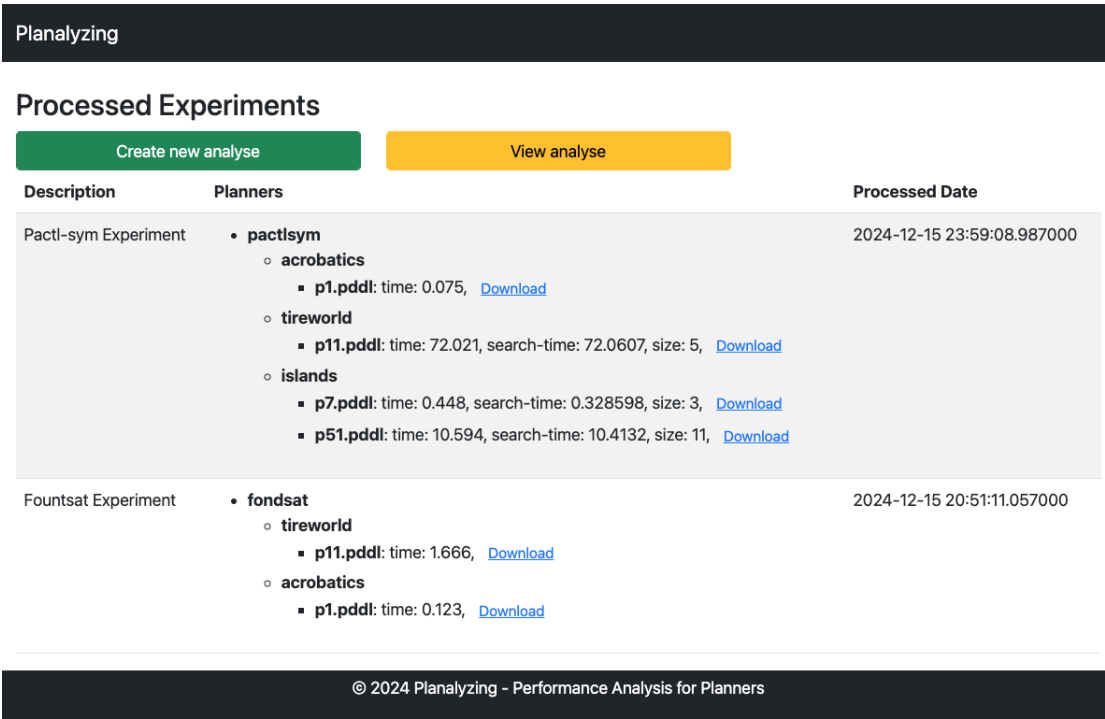 Planalyzing
Processed Experiments
Create new analyse View analyse
Description Planners Processed Date
Pactl-sym Experiment • pactlsym 2024-12-15 23:59:08.987000
◦ acrobatics
▪ p1.pddl: time: 0.075, Download
◦ tireworld
▪ p11.pddl: time: 72.021, search-time: 72.0607, size: 5, Download
◦ islands
▪ p7.pddl: time: 0.448, search-time: 0.328598, size: 3, Download
▪ p51.pddl: time: 10.594, search-time: 10.4132, size: 11, Download
Fountsat Experiment • fondsat 2024-12-15 20:51:11.057000
◦ tireworld
▪ p11.pddl: time: 1.666, Download
◦ acrobatics
▪ p1.pddl: time: 0.123, Download
© 2024 Planalyzing - Performance Analysis for Planners